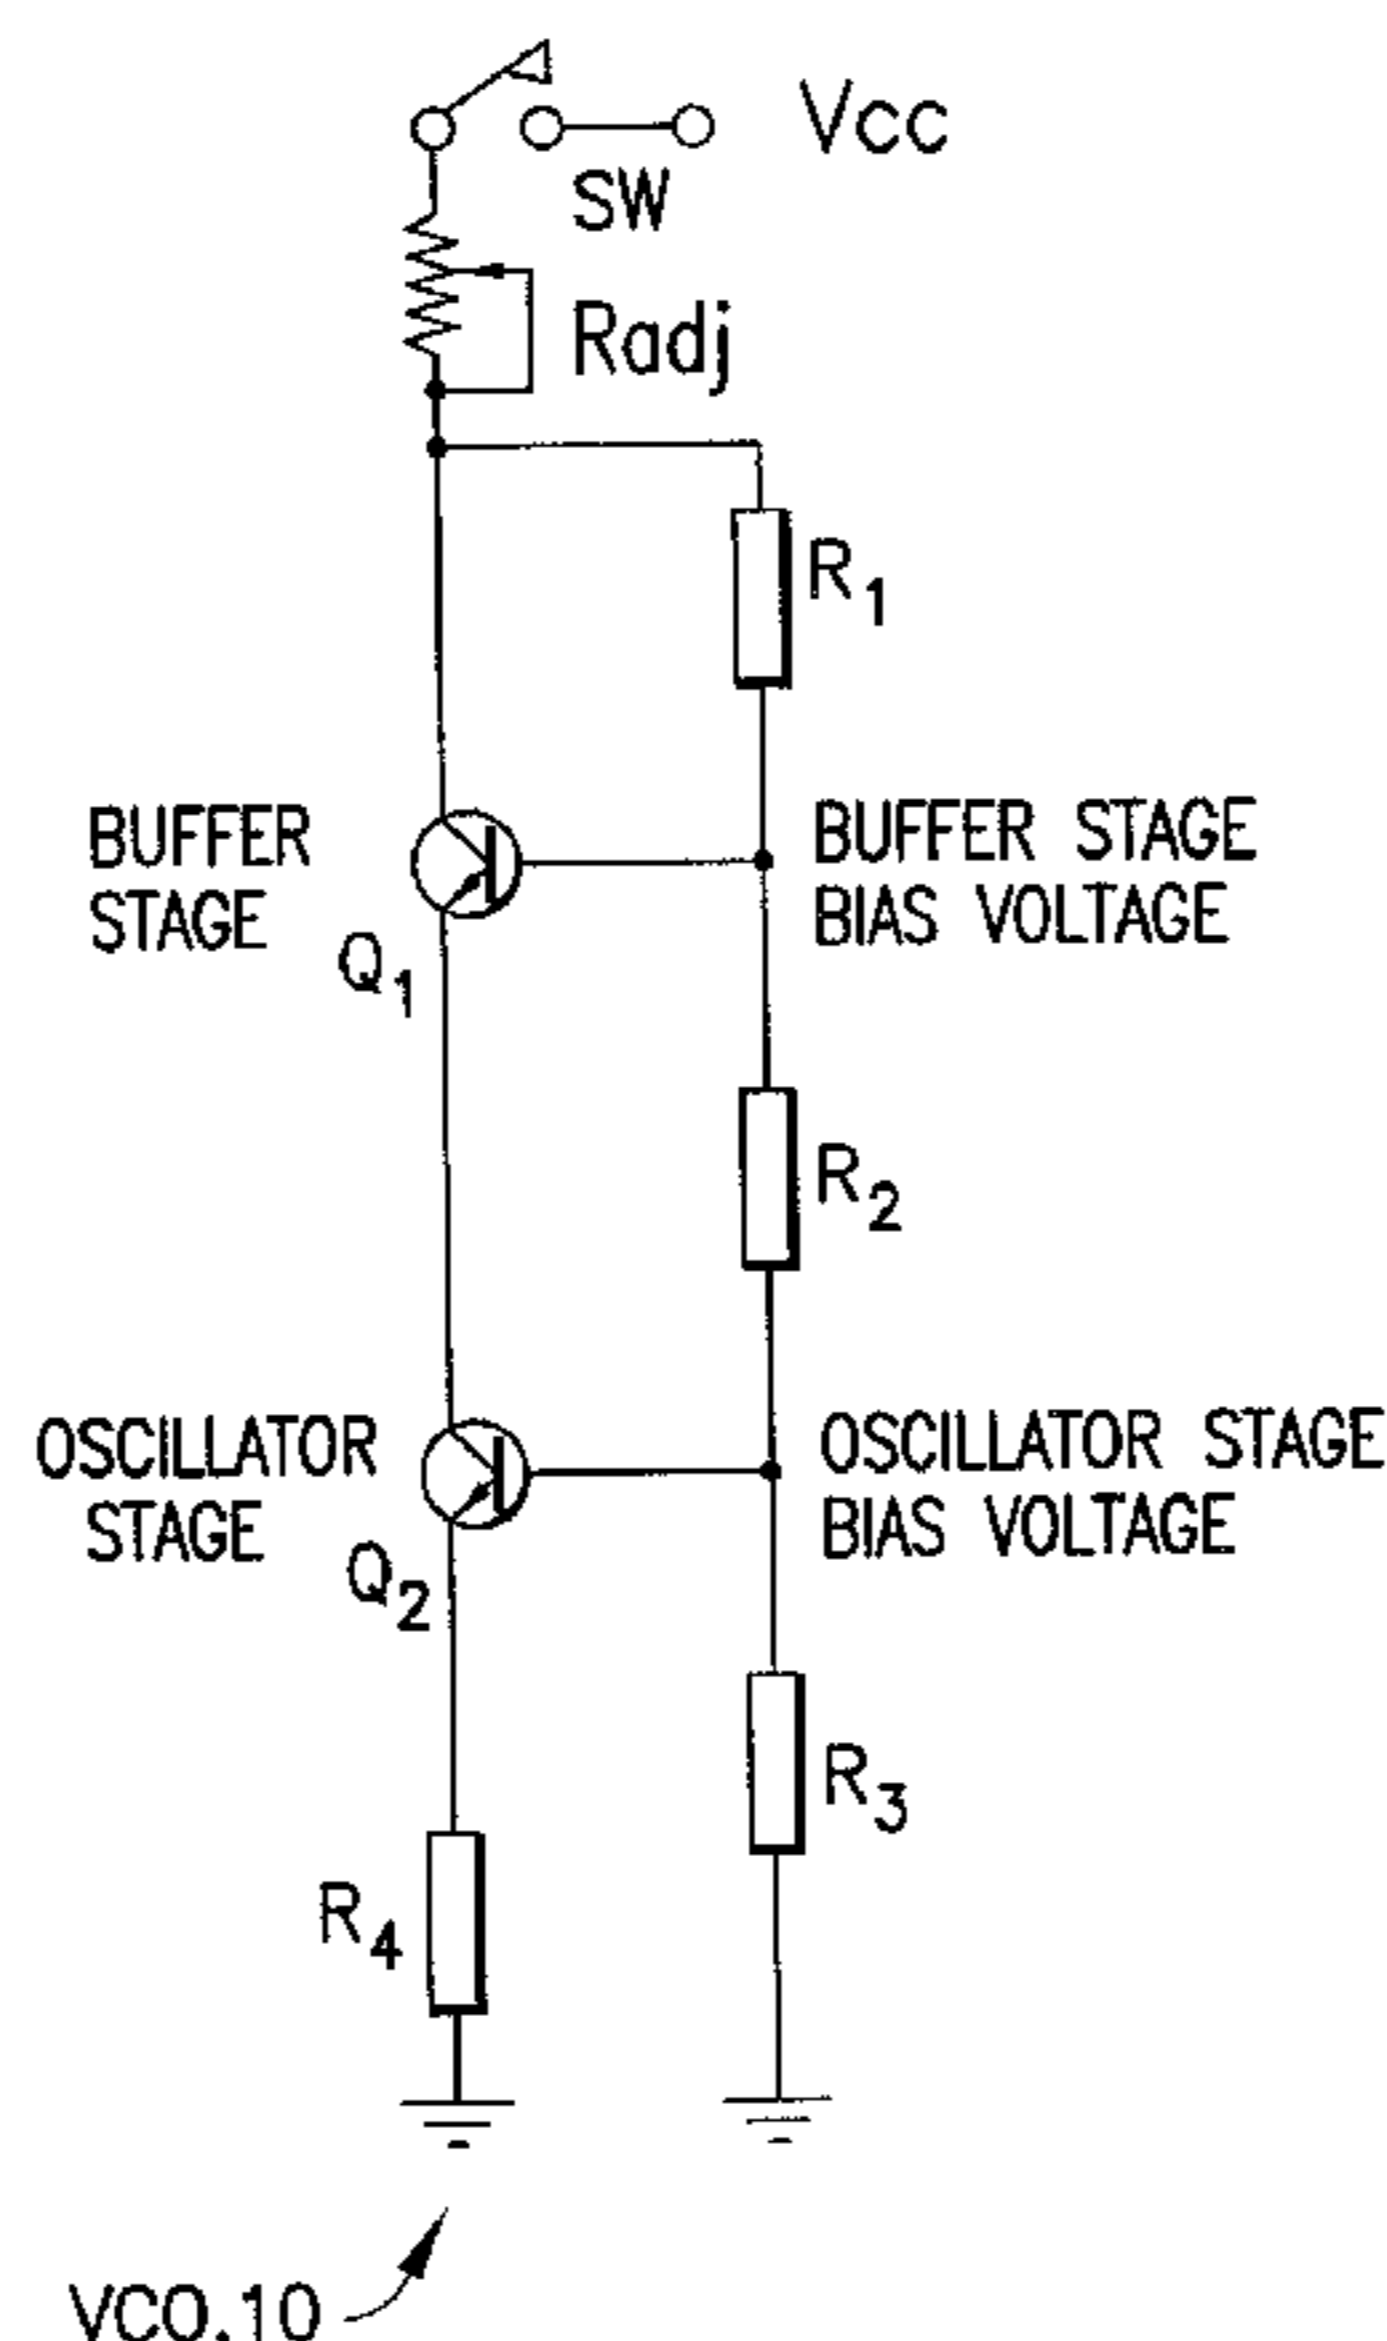 Vcc
SW
Radj
R1
BUFFER
STAGE
Q1
BUFFER STAGE
BIAS VOLTAGE
R2
OSCILLATOR
STAGE
Q2
OSCILLATOR STAGE
BIAS VOLTAGE
R3
R4
VCO.10